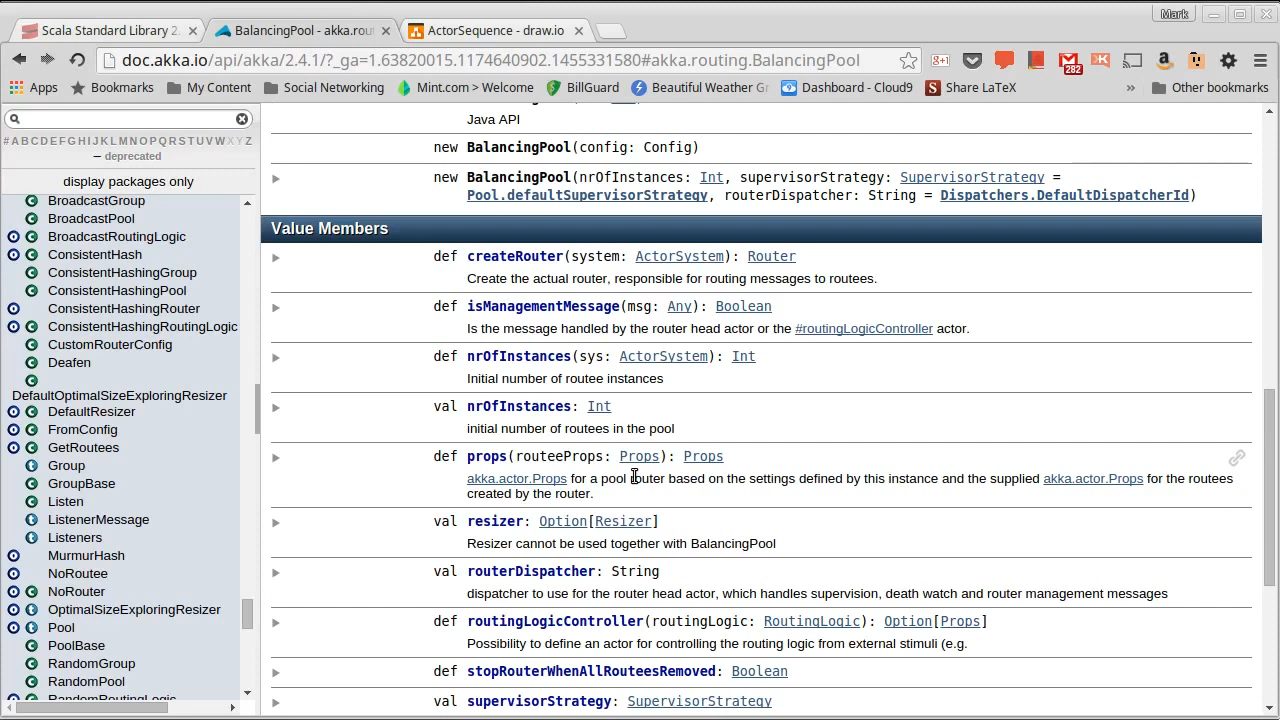 Mark
Scala Standard Library 2.
BalancingPool - akka.rou
ActorSequence - draw.io
doc.akka.io/api/akka/2.4.1/?_ga=1.63820015.1174640902.1455331580#akka.routing.BalancingPool
282
Apps Bookmarks My Content Social Networking Mint.com > Welcome BillGuard Beautiful Weather Gr Dashboard - Cloud9 Share LaTeX » Other bookmarks
#ABCDEFGHIJKLMNOPQRSTUVWXYZ
– deprecated
display packages only
BroadcastGroup
BroadcastPool
BroadcastRoutingLogic
ConsistentHash
ConsistentHashingGroup
ConsistentHashingPool
ConsistentHashingRouter
ConsistentHashingRoutingLogic
CustomRouterConfig
Deafen
DefaultOptimalSizeExploringResizer
DefaultResizer
FromConfig
GetRoutees
Group
GroupBase
Listen
ListenerMessage
Listeners
MurmurHash
NoRoutee
NoRouter
OptimalSizeExploringResizer
Pool
PoolBase
RandomGroup
RandomPool
RandomRoutingLogic
Java API
new BalancingPool(config: Config)
new BalancingPool(nrOfInstances: Int, supervisorStrategy: SupervisorStrategy =
Pool.defaultSupervisorStrategy, routerDispatcher: String = Dispatchers.DefaultDispatcherId)
Value Members
def createRouter(system: ActorSystem): Router
Create the actual router, responsible for routing messages to routees.
def isManagementMessage(msg: Any): Boolean
Is the message handled by the router head actor or the #routingLogicController actor.
def nrOfInstances(sys: ActorSystem): Int
Initial number of routee instances
val nrOfInstances: Int
initial number of routees in the pool
def props(routeeProps: Props): Props
akka.actor.Props for a pool router based on the settings defined by this instance and the supplied akka.actor.Props for the routees
created by the router.
val resizer: Option[Resizer]
Resizer cannot be used together with BalancingPool
val routerDispatcher: String
dispatcher to use for the router head actor, which handles supervision, death watch and router management messages
def routingLogicController(routingLogic: RoutingLogic): Option[Props]
Possibility to define an actor for controlling the routing logic from external stimuli (e.g.
def stopRouterWhenAllRouteesRemoved: Boolean
val supervisorStrategy: SupervisorStrategy